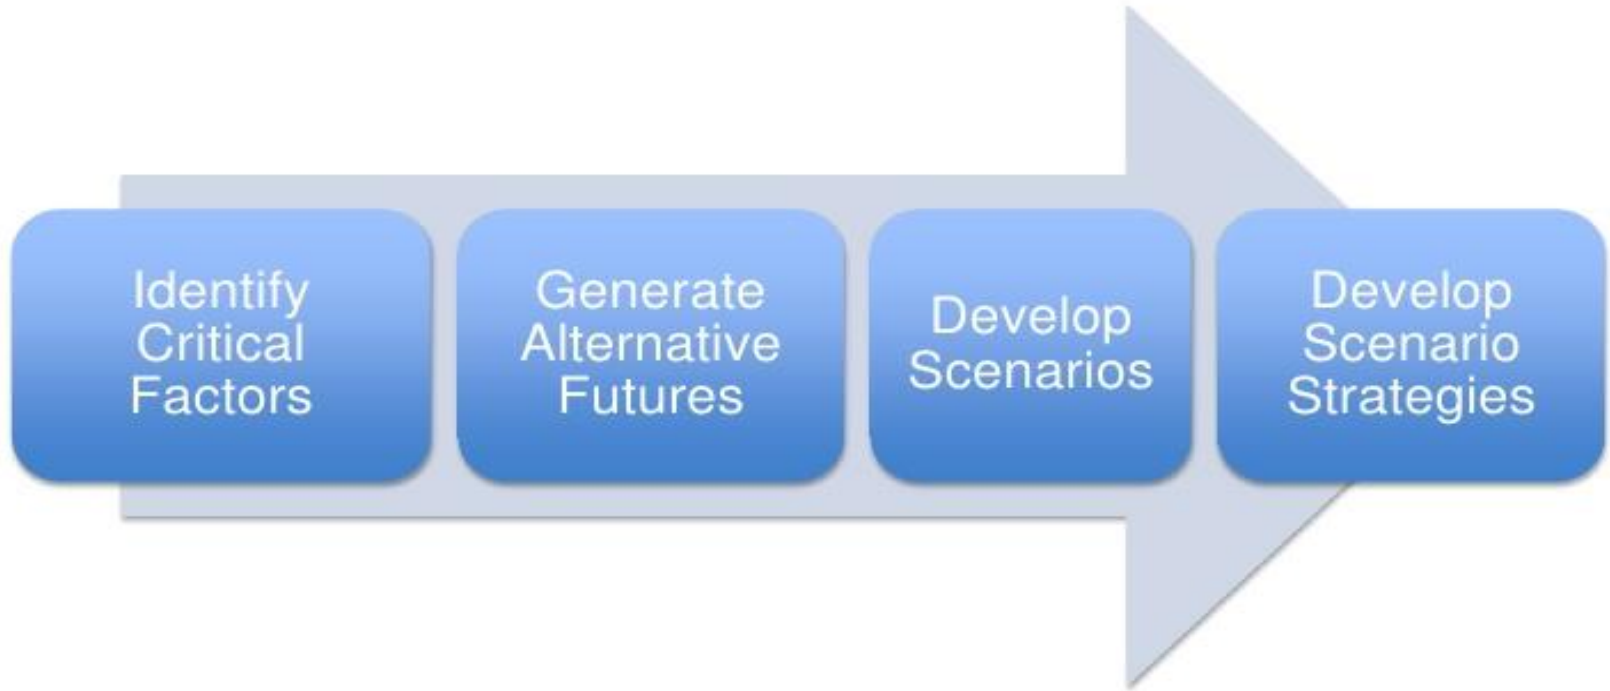 Identify
Critical
Factors
Generate
Alternative
Futures
Develop
Scenarios
Develop
Scenario
Strategies